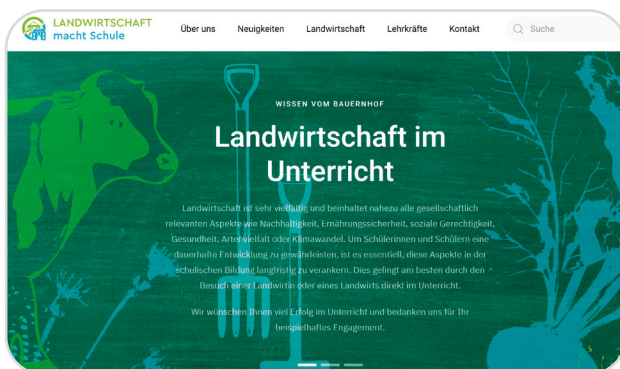 LANDWIRTSCHAFT
macht Schule
Über uns Neuigkeiten Landwirtschaft Lehrkräfte Kontakt Suche
WISSEN VOM BAUERNHOF
Landwirtschaft im
Unterricht
Landwirtschaft ist sehr vielfältig und beinhaltet nahezu alle gesellschaftlich
relevanten Aspekte wie Nachhaltigkeit, Ernährungssicherheit, soziale Gerechtigkeit,
Gesundheit, Artenvielfalt oder Klimawandel. Um Schülerinnen und Schülern eine
dauerhafte Entwicklung zu gewährleisten, ist es essentiell, diese Aspekte in der
schulischen Bildung langfristig zu verankern. Dies gelingt am besten durch den
Besuch einer Landwirtin oder eines Landwirts direkt im Unterricht.
Wir wünschen Ihnen viel Erfolg im Unterricht und bedanken uns für Ihr
beispielhaftes Engagement.